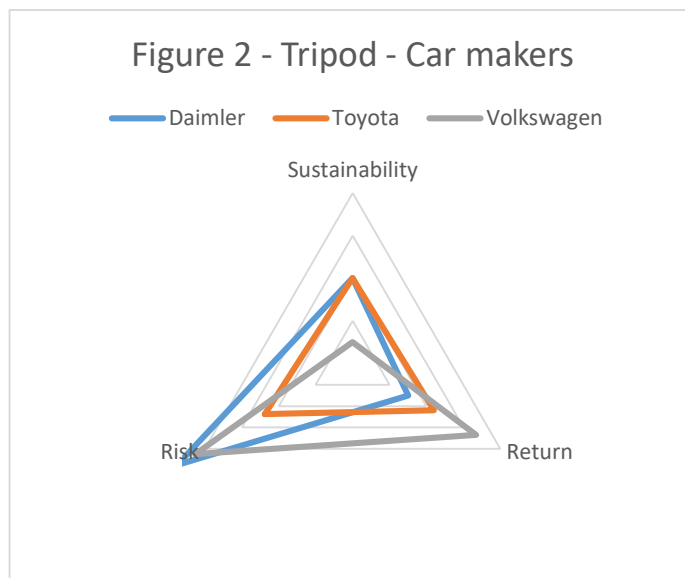 Figure 2 - Tripod - Car makers
Daimler Toyota Volkswagen
Sustainability
Risk Return